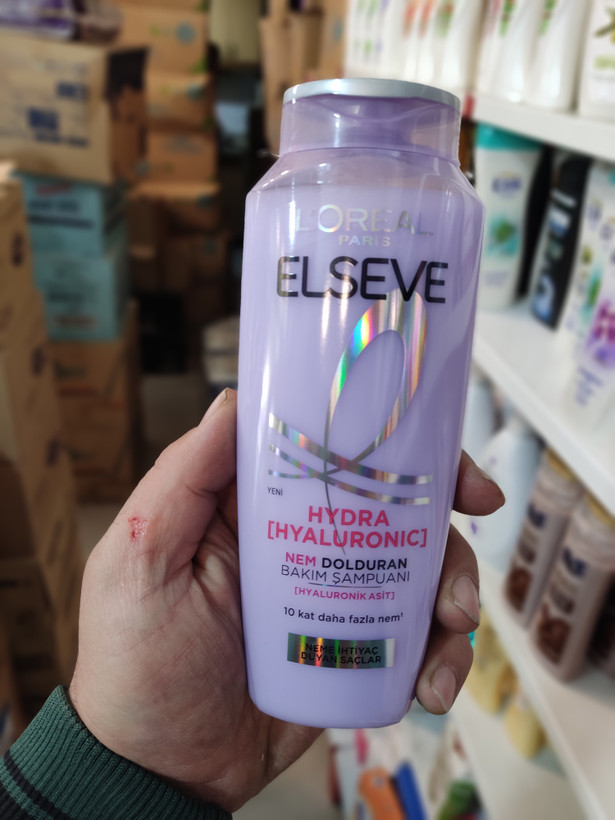 L'ORÉAL
PARIS
ELSEVE
YENİ
HYDRA
[HYALURONIC]
NEM DOLDURAN
BAKIM ŞAMPUANI
[HYALURONİK ASİT]
10 kat daha fazla nem¹
NEME İHTİYAÇ
DUYAN SAÇLAR